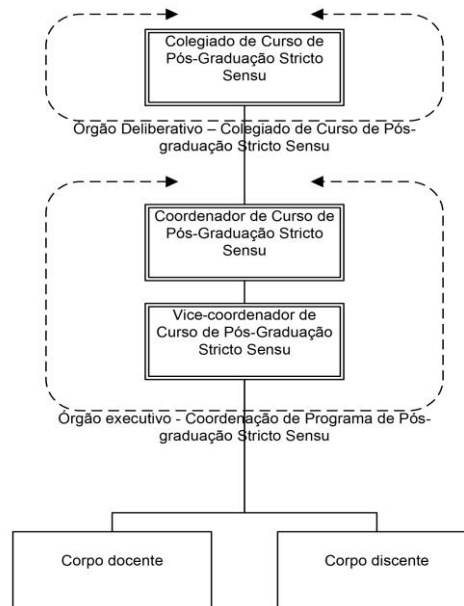 Colegiado de Curso de
Pós-Graduação Stricto
Sensu
Órgão Deliberativo – Colegiado de Curso de Pós-
graduação Stricto Sensu
Coordenador de Curso de
Pós-Graduação Stricto
Sensu
Vice-coordenador de
Curso de Pós-Graduação
Stricto Sensu
Órgão executivo - Coordenação de Programa de Pós-
graduação Stricto Sensu
Corpo docente
Corpo discente